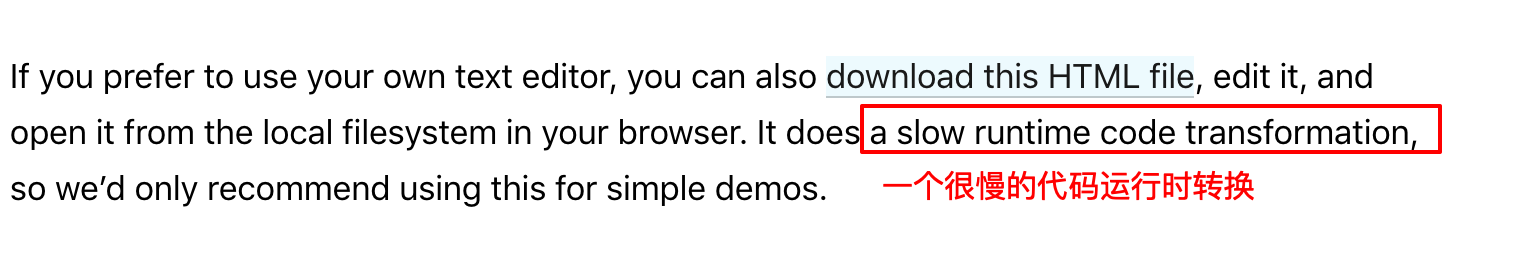 If you prefer to use your own text editor, you can also download this HTML file, edit it, and
open it from the local filesystem in your browser. It does a slow runtime code transformation,
so we’d only recommend using this for simple demos.
一个很慢的代码运行时转换